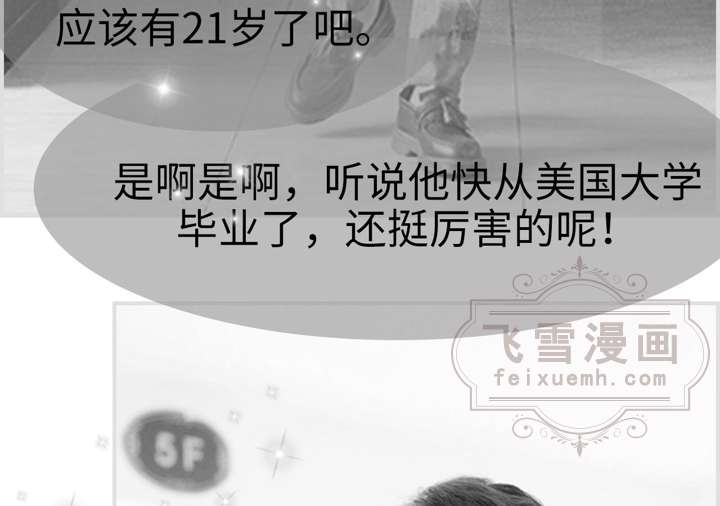 应该有21岁了吧。
是啊是啊，听说他快从美国大学
毕业了，还挺厉害的呢！
飞雪漫画
feixuemh.com
5F